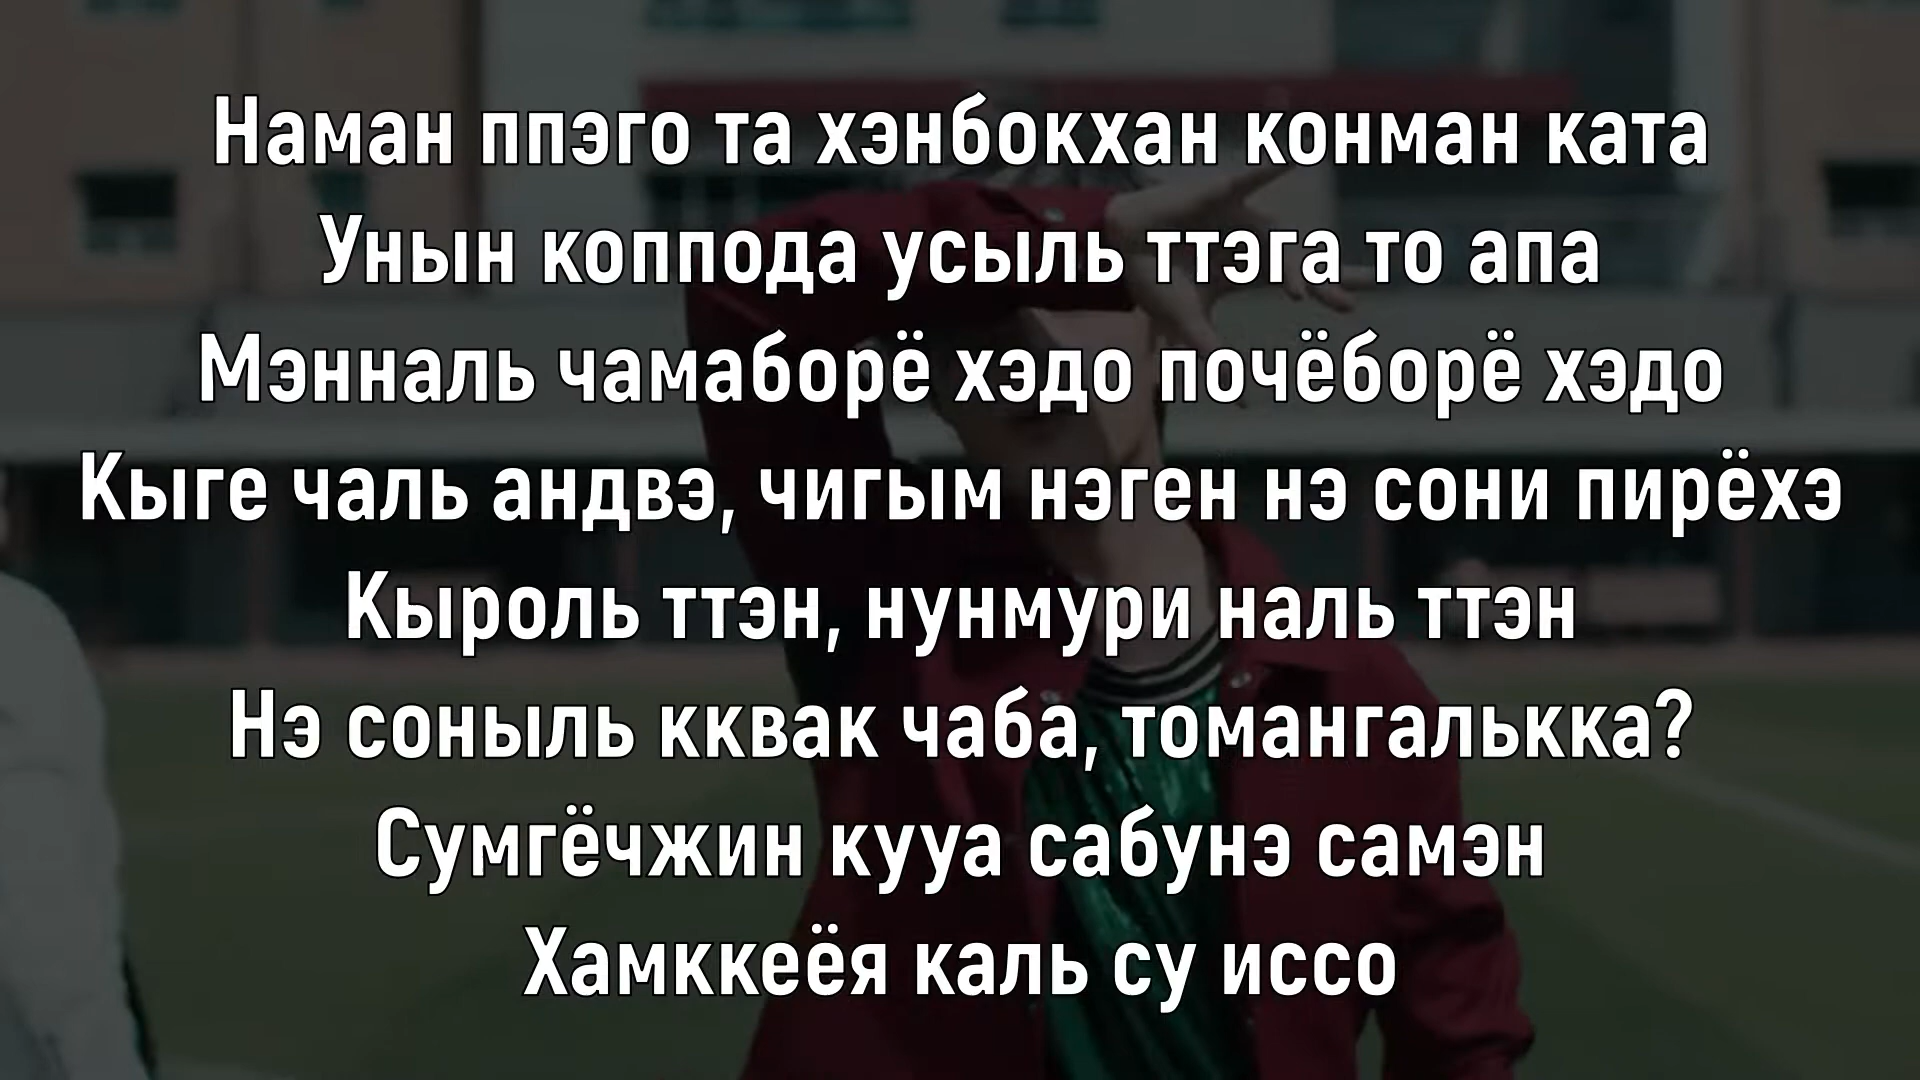 Наман ппэго та хэнбокхан конман ката
Унын коппода усыль ттэга то апа
Мэнналь чамаборё хэдо почёборё хэдо
Кыге чаль андвэ, чигым нэген нэ сони пирёхэ
Кыроль ттэн, нунмури наль ттэн
Нэ соныль кквак чаба, томангалькка?
Сумгёчжин кууа сабунэ самэн
Хамккеёя каль су иссо